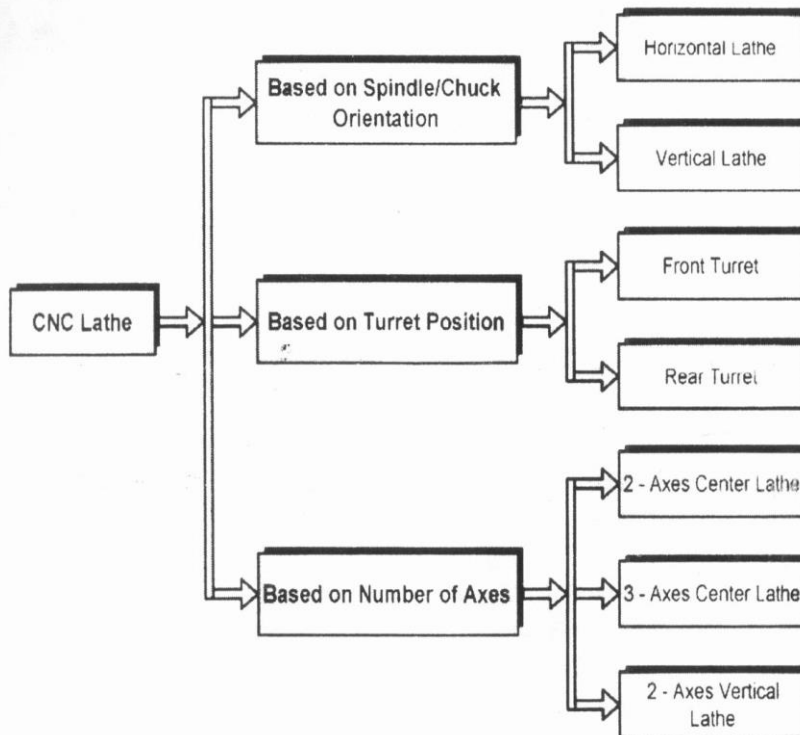 CNC Lathe
Based on Spindle/Chuck
Orientation
Horizontal Lathe
Vertical Lathe
Based on Turret Position
Front Turret
Rear Turret
Based on Number of Axes
2 - Axes Center Lathe
3 - Axes Center Lathe
2 - Axes Vertical
Lathe